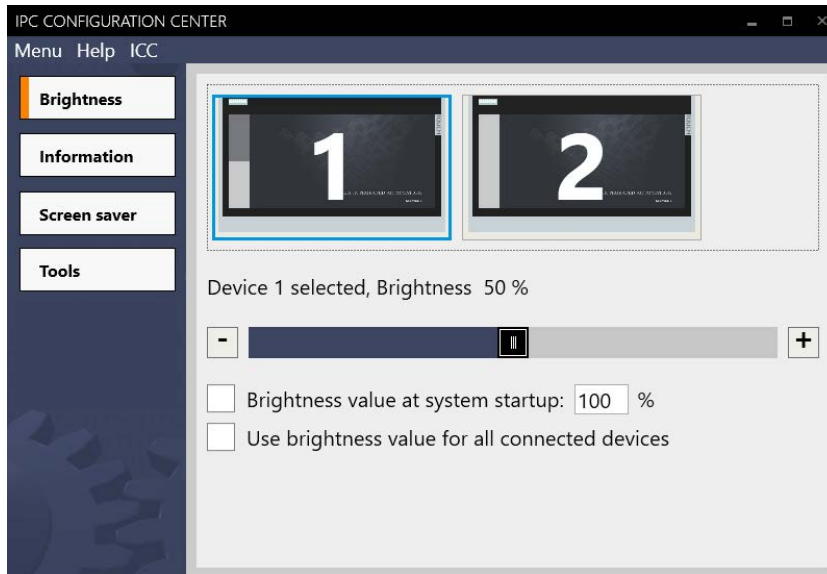 IPC CONFIGURATION CENTER
Menu Help ICC
Brightness
Information
Screen saver
Tools
1
2
Device 1 selected, Brightness 50 %
- +
Brightness value at system startup: 100 %
Use brightness value for all connected devices